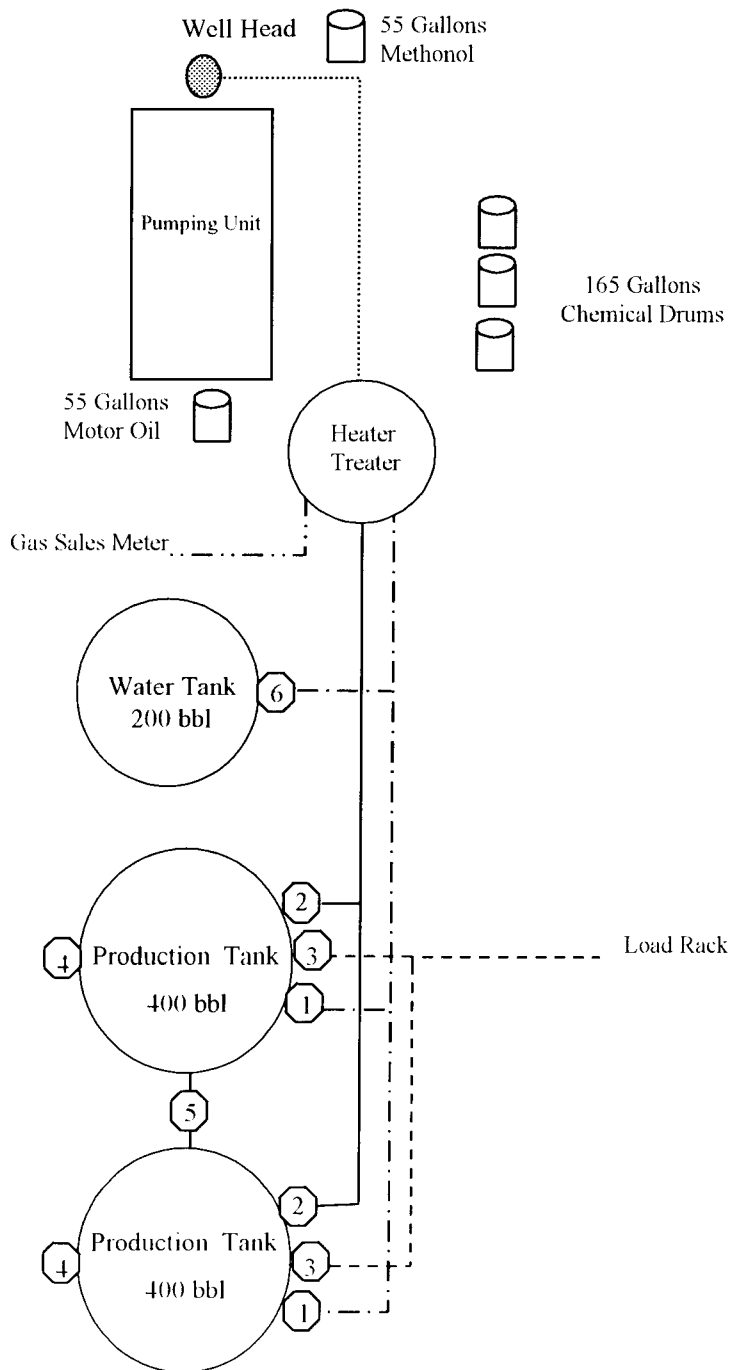 Well Head
55 Gallons
Methonol
Pumping Unit
165 Gallons
Chemical Drums
55 Gallons
Motor Oil
Heater
Treater
Gas Sales Meter
Water Tank
200 bbl
6
2
4
Production Tank
3
Load Rack
400 bbl
1
5
2
Production Tank
4
3
400 bbl
1